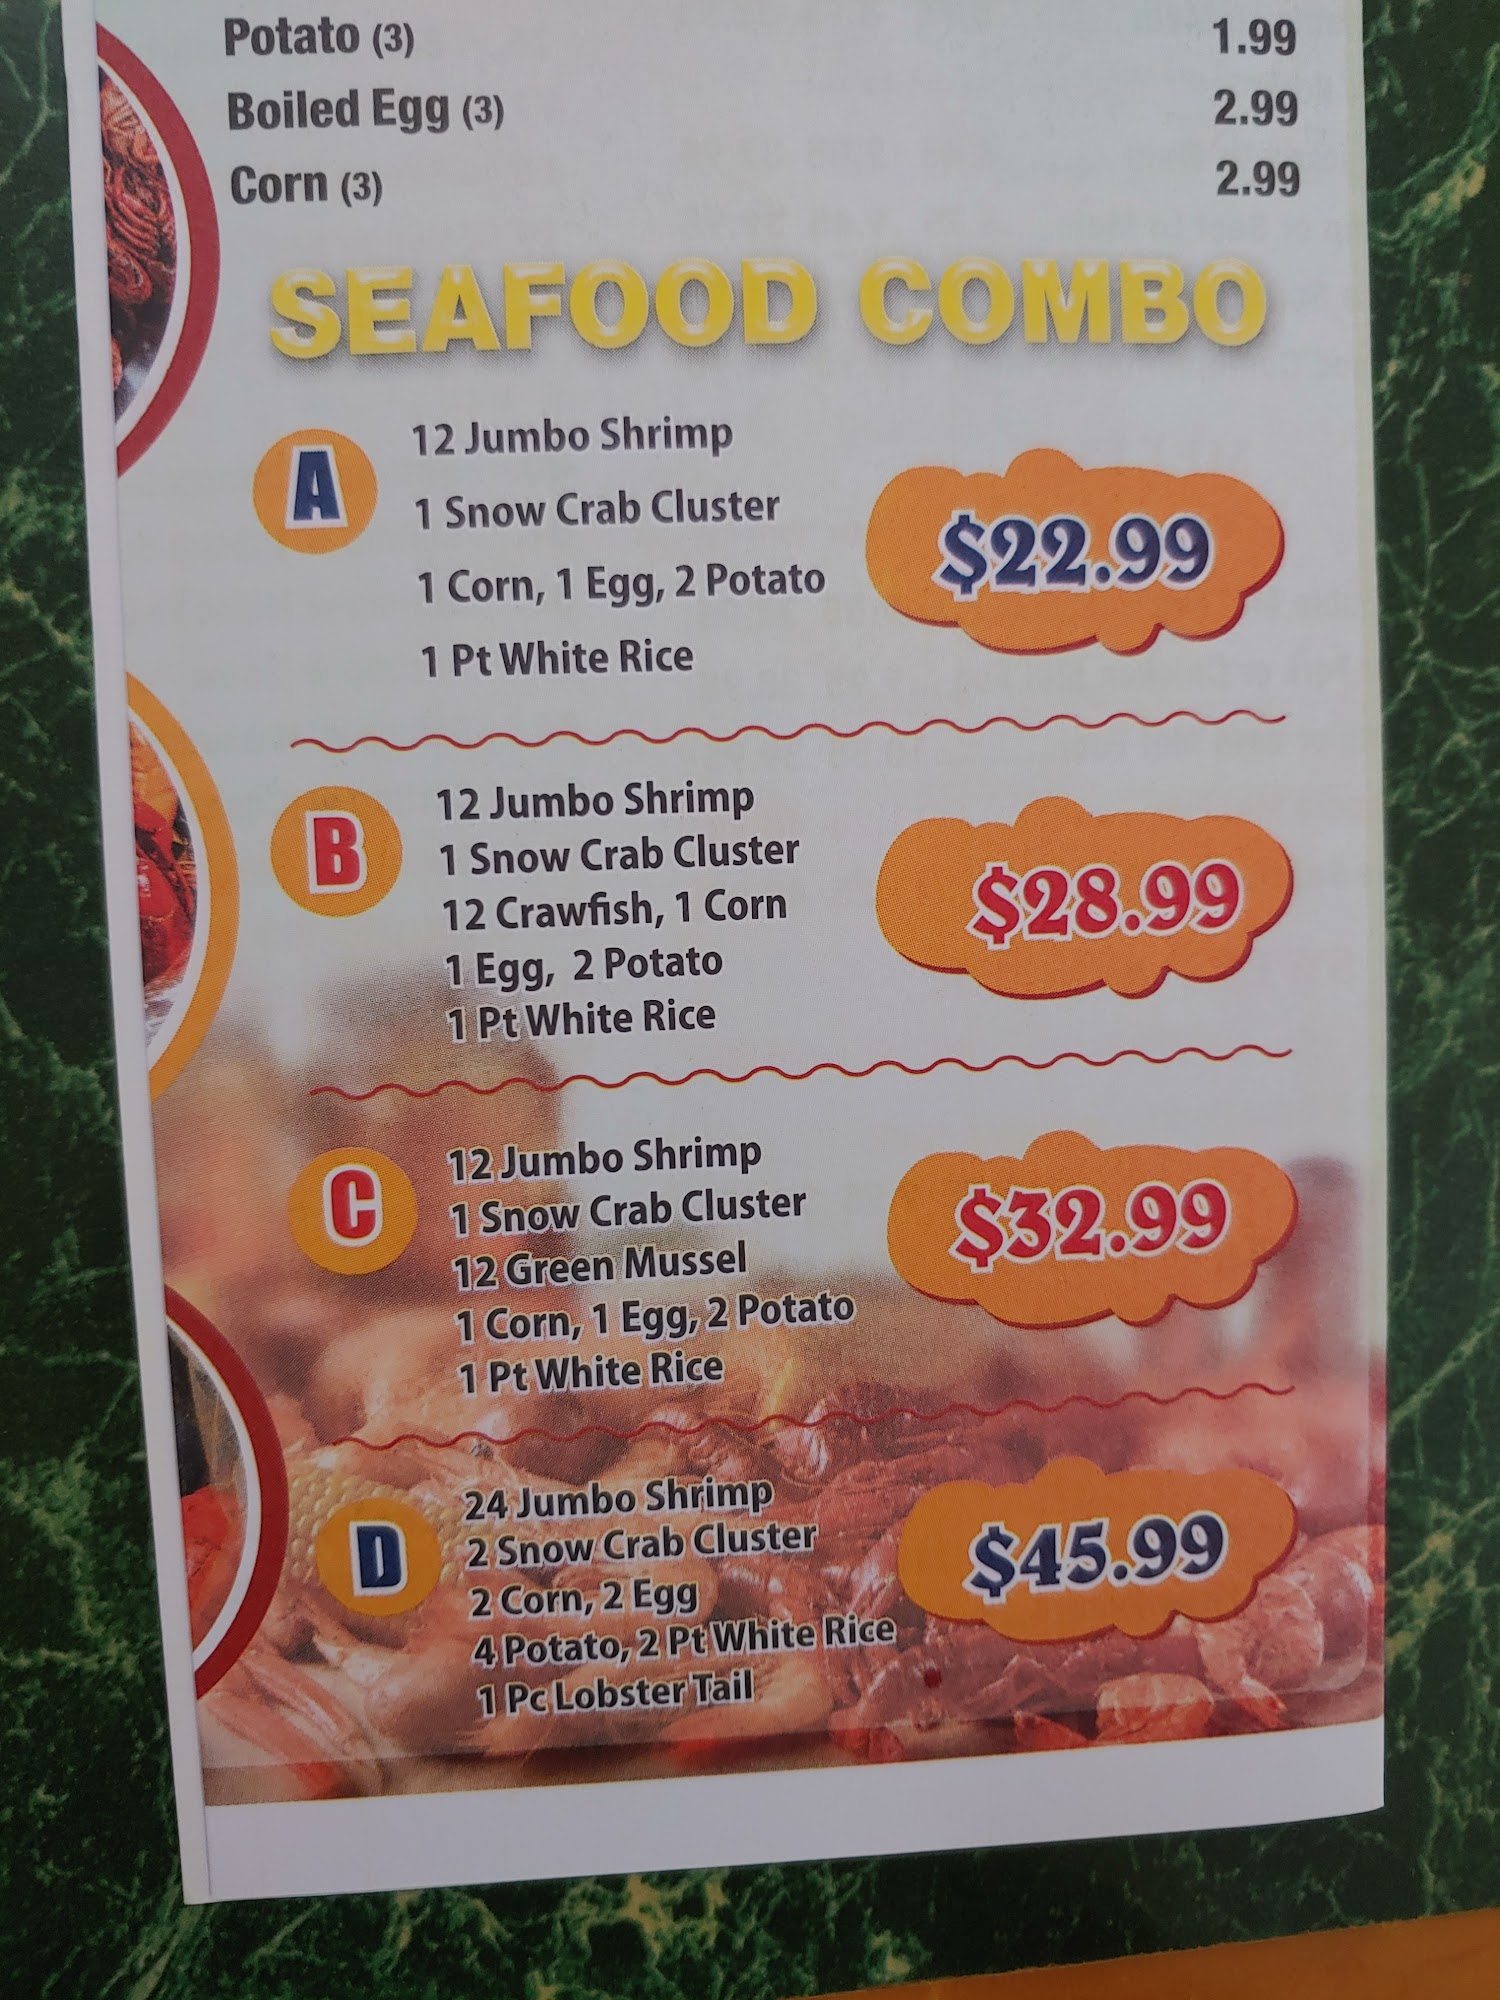 Potato (3) 1.99
Boiled Egg (3) 2.99
Corn (3) 2.99
SEAFOOD COMBO
A
12 Jumbo Shrimp
1 Snow Crab Cluster
1 Corn, 1 Egg, 2 Potato
1 Pt White Rice
$22.99
B
12 Jumbo Shrimp
1 Snow Crab Cluster
12 Crawfish, 1 Corn
1 Egg, 2 Potato
1 Pt White Rice
$28.99
C
12 Jumbo Shrimp
1 Snow Crab Cluster
12 Green Mussel
1 Corn, 1 Egg, 2 Potato
1 Pt White Rice
$32.99
D
24 Jumbo Shrimp
2 Snow Crab Cluster
2 Corn, 2 Egg
4 Potato, 2 Pt White Rice
1 Pc Lobster Tail
$45.99